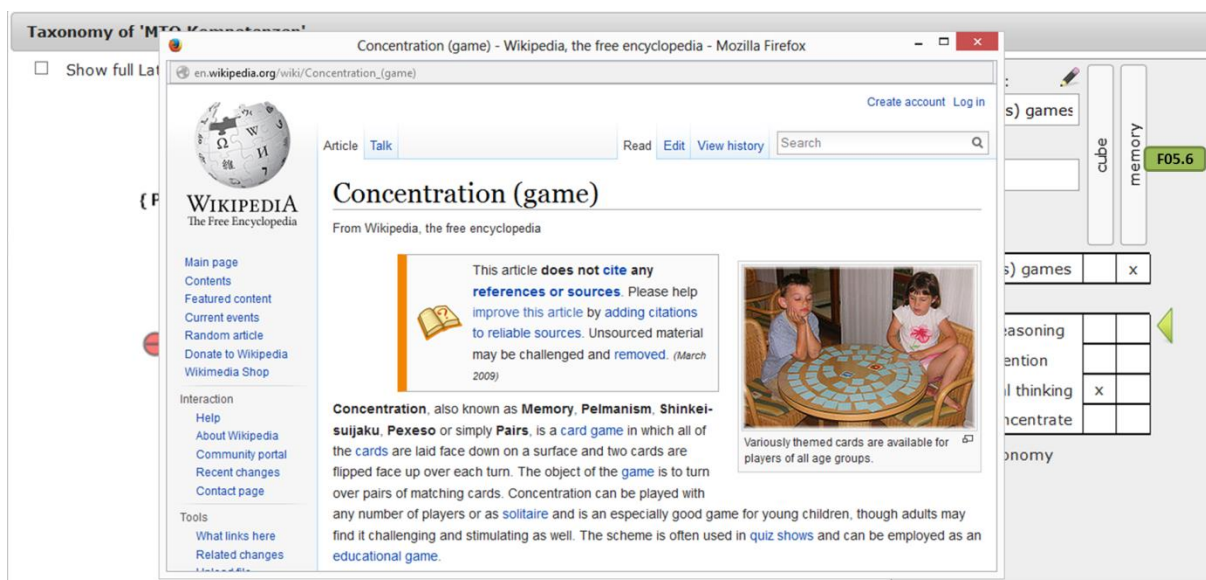 Taxonomy of 'MTO Kompetenzen'
Show full Lat
Concentration (game) - Wikipedia, the free encyclopedia - Mozilla Firefox
en.wikipedia.org/wiki/Concentration_(game)
Create account Log in
Article Talk
Read Edit View history
Search
WIKIPEDIA
The Free Encyclopedia
Main page
Contents
Featured content
Current events
Random article
Donate to Wikipedia
Wikimedia Shop
Interaction
Help
About Wikipedia
Community portal
Recent changes
Contact page
Tools
What links here
Related changes
Upload file
Concentration (game)
From Wikipedia, the free encyclopedia
This article does not cite any
references or sources. Please help
improve this article by adding citations
to reliable sources. Unsourced material
may be challenged and removed. (March
2009)
Variously themed cards are available for
players of all age groups.
Concentration, also known as Memory, Pelmanism, Shinkei-
suijaku, Pexeso or simply Pairs, is a card game in which all of
the cards are laid face down on a surface and two cards are
flipped face up over each turn. The object of the game is to turn
over pairs of matching cards. Concentration can be played with
any number of players or as solitaire and is an especially good game for young children, though adults may
find it challenging and stimulating as well. The scheme is often used in quiz shows and can be employed as an
educational game.
{ P
:
s) games
cube
memory
F05.6
s) games x
easoning
ention
l thinking x
ncentrate
onomy